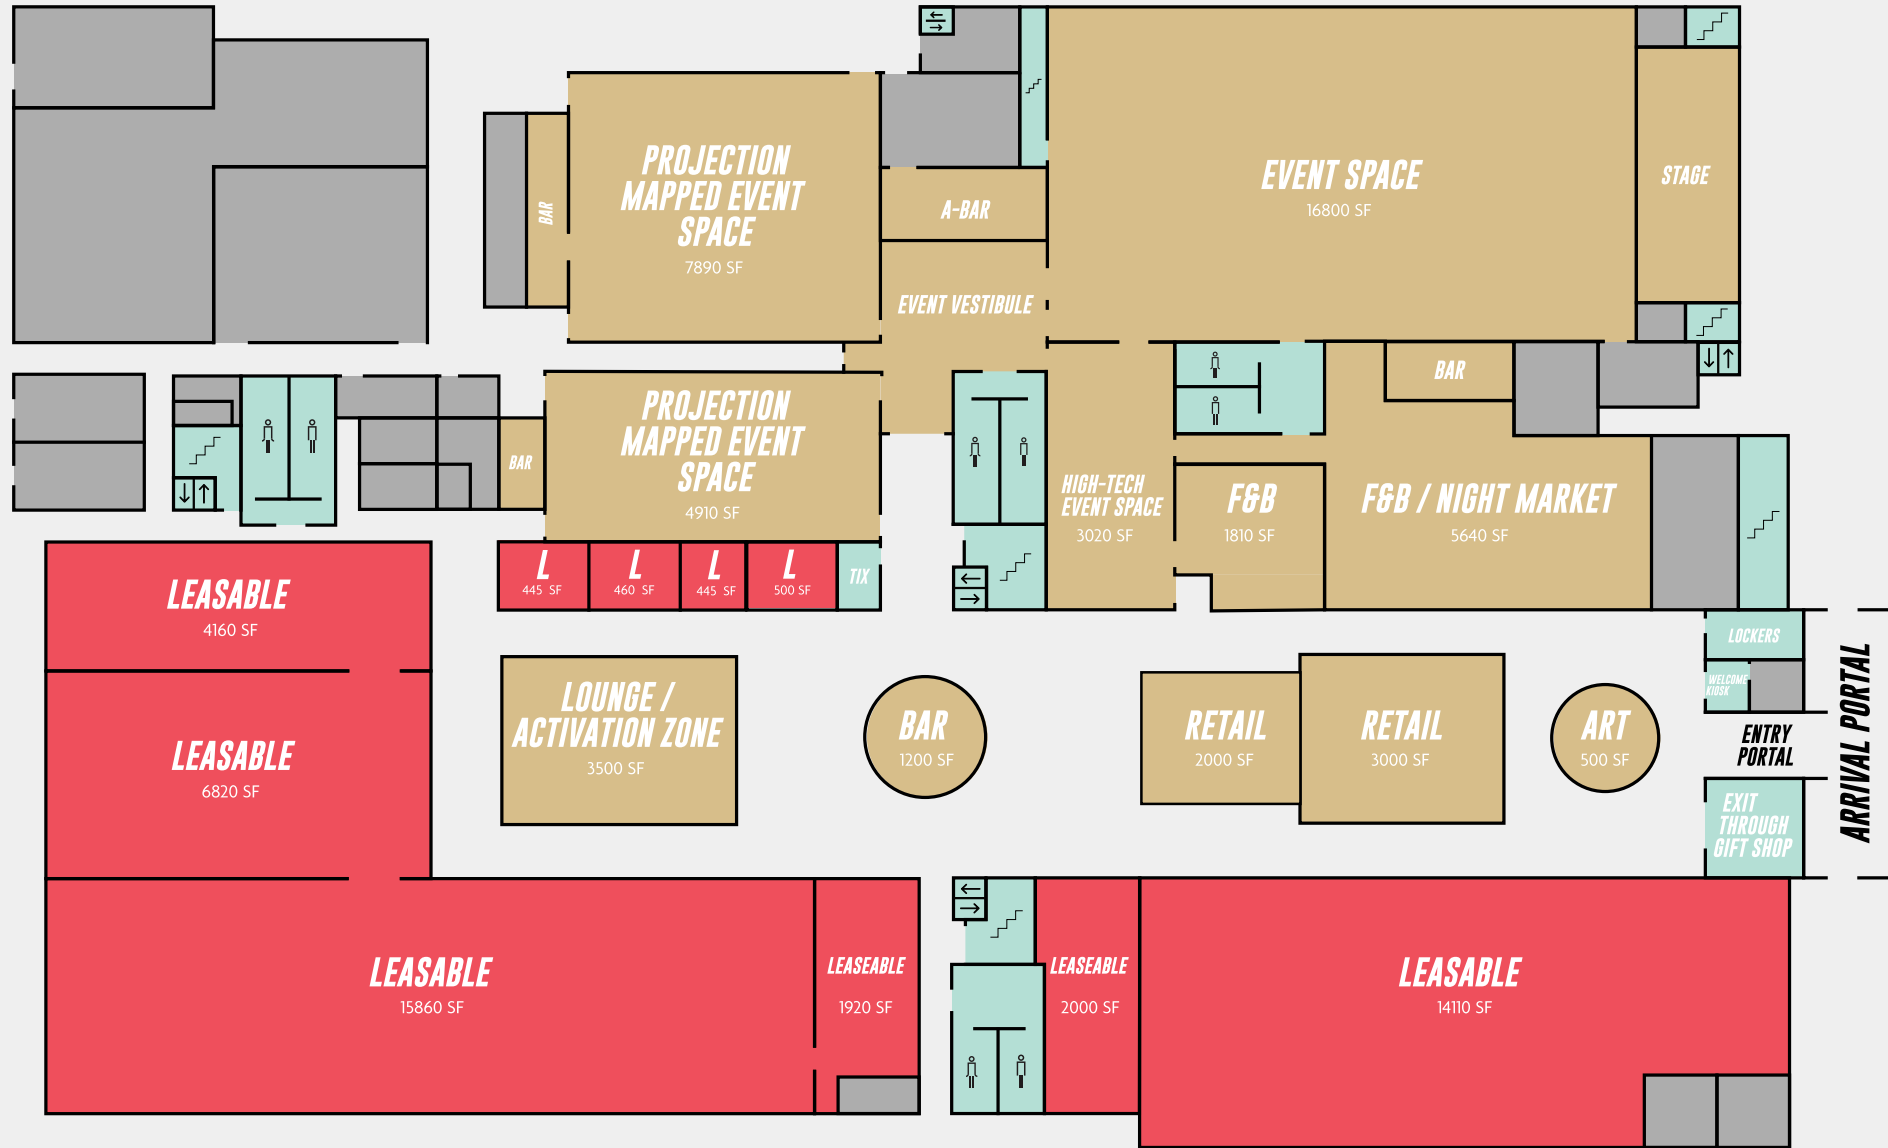 PROJECTION
MAPPED EVENT
SPACE
7890 SF
BAR
A-BAR
EVENT VESTIBULE
EVENT SPACE
16800 SF
STAGE
PROJECTION
MAPPED EVENT
SPACE
4910 SF
BAR
BAR
HIGH-TECH
EVENT SPACE
3020 SF
F&B
1810 SF
F&B / NIGHT MARKET
5640 SF
L
445 SF
L
460 SF
L
445 SF
L
500 SF
TIX
LEASABLE
4160 SF
LEASABLE
6820 SF
LOUNGE /
ACTIVATION ZONE
3500 SF
BAR
1200 SF
RETAIL
2000 SF
RETAIL
3000 SF
ART
500 SF
LOCKERS
WELCOME
KIOSK
ENTRY
PORTAL
ARRIVAL PORTAL
EXIT
THROUGH
GIFT SHOP
LEASABLE
15860 SF
LEASEABLE
1920 SF
LEASEABLE
2000 SF
LEASABLE
14110 SF